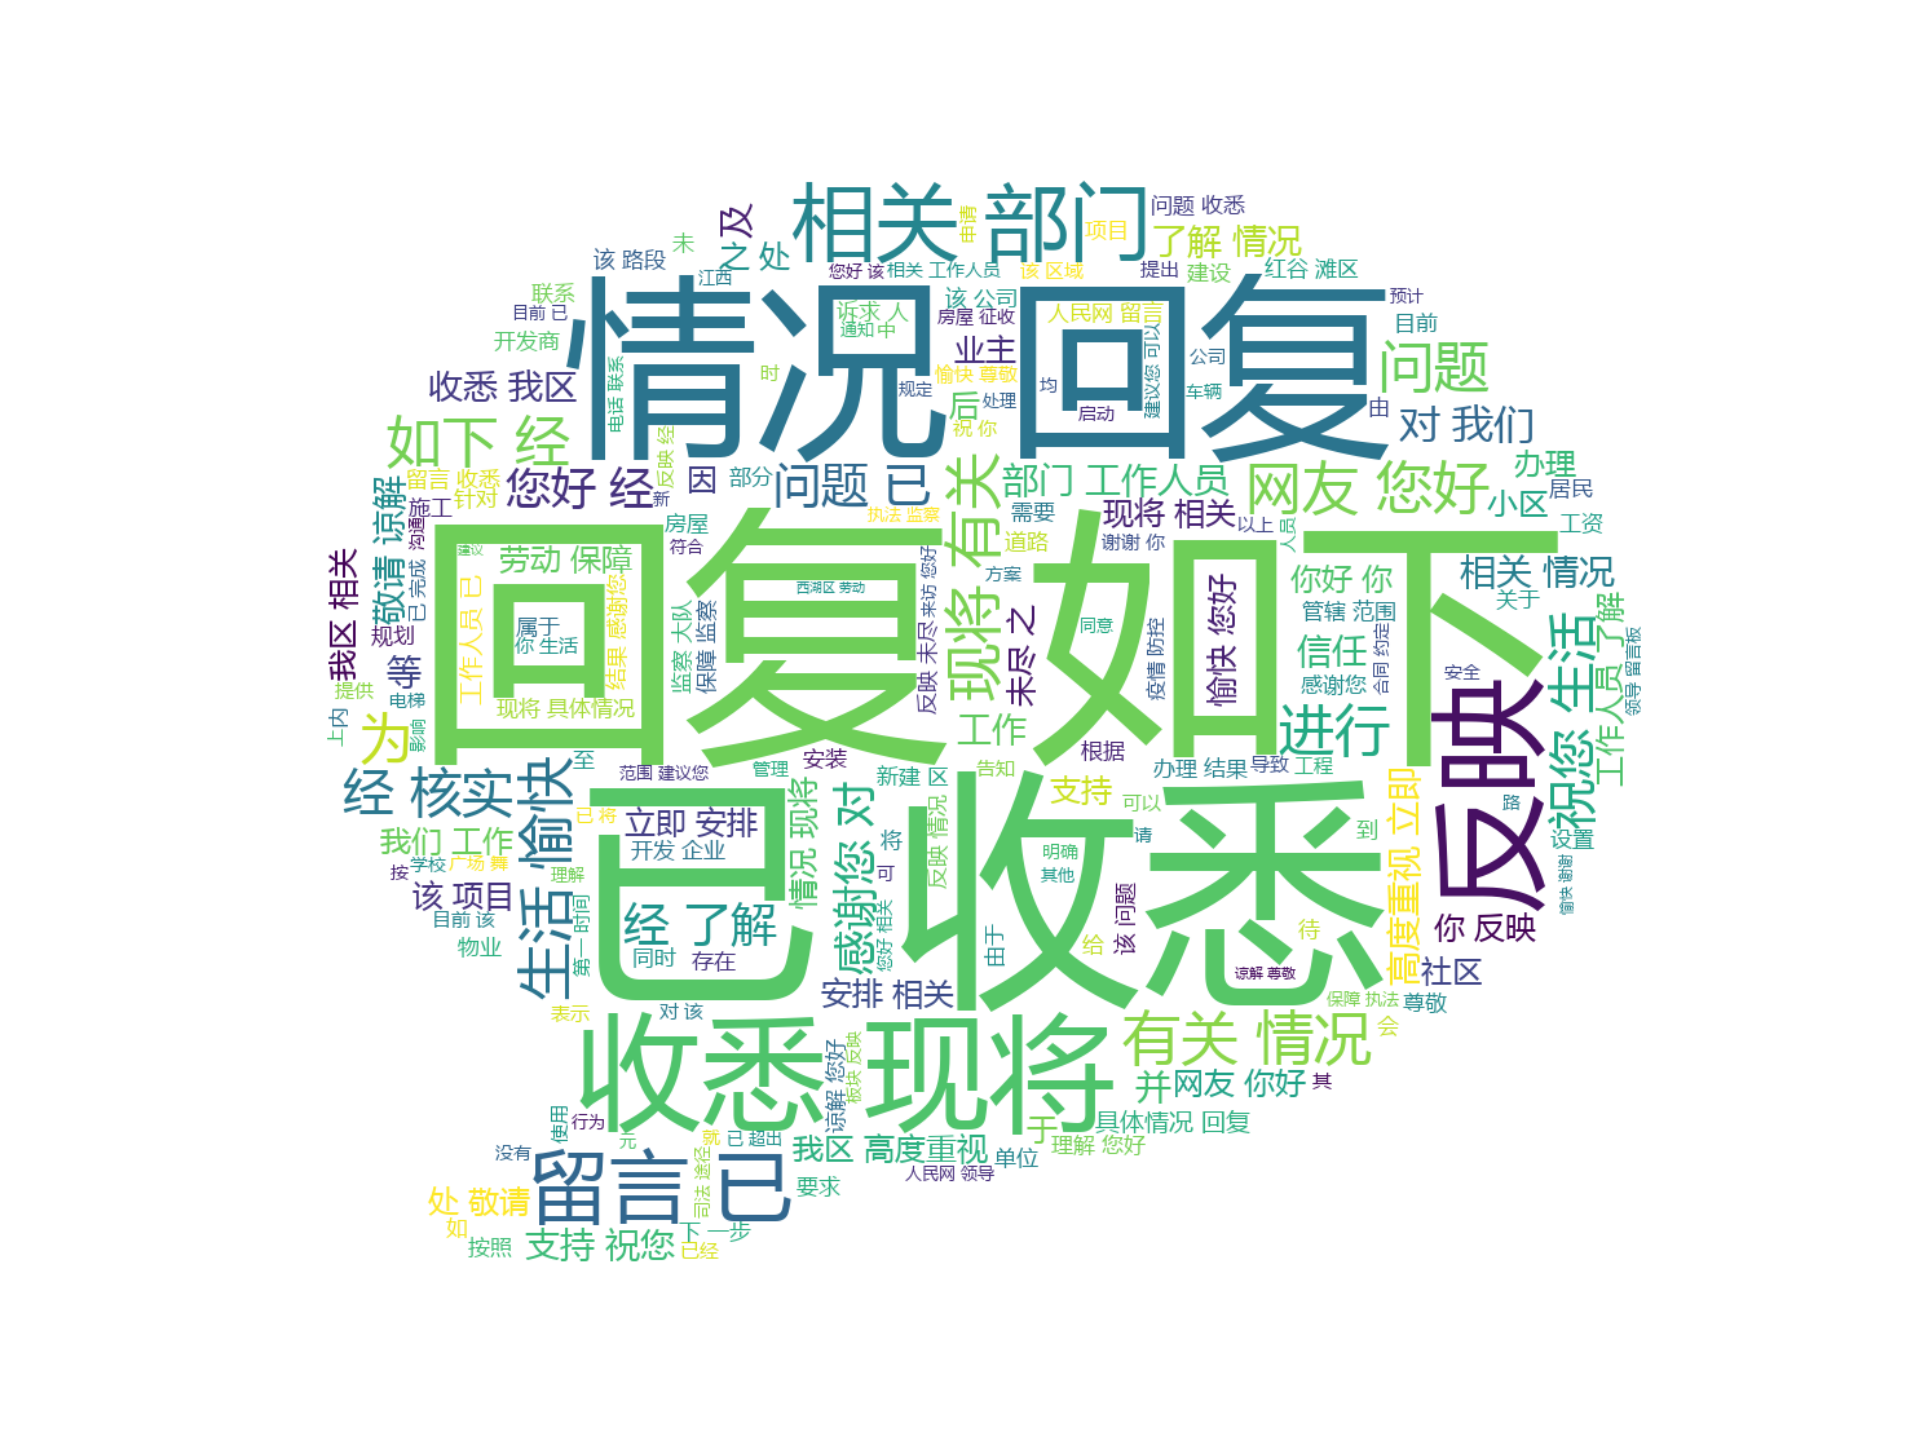 相关 部门
问题 收悉
及
申请
项目
了解 情况
未
之 处
该 路段
江西
您好 该
相关 工作人员
该 区域
提出
建设
红谷 滩区
联系
目前 已
开发商
情况 回复
诉求 人
通知 中
该 公司
房屋 征收
人民网 留言
预计
目前
业主
建议您 可以
公司
问题
收悉 我区
电话 联系
时
规定
愉快 尊敬
处理
后
均
启动
车辆
由
祝 你
对 我们
如下 经
反映 经
留言 收悉
针对
您好 经
新
因
部分
问题 已
现将 有关
部门 工作人员
网友 您好
办理
小区
居民
敬请 谅解
施工
沟通
房屋
符合
执法 监察
需要
道路
现将 相关
谢谢 你
以上
人员
工资
回复 如下
建议
劳动 保障
工作人员 已
属于
你 生活
结果 感谢您
现将 具体情况
监察 大队
保障 监察
西湖区 劳动
来访 您好
反映 未尽
方案
未尽 之
同意
疫情 防控
愉快 您好
你好 你
管辖 范围
信任
感谢您
合同 约定
相关 情况
关于
安全
祝您 生活
工作人员 了解
领导 留言板
我区 相关
已 完成
规划
等
提供
电梯
上内
为
影响
工作
根据
进行
反映
经 核实
生活 愉快
至
范围 建议您
安装
管理
新建 区
告知
办理 结果
导致
工程
支持
可以
高度重视 立即
路
设置
愉快 谢谢
我们 工作
按
学校
广场 舞
理解
该 项目
目前 该
物业
第一 时间
已 收悉
已 将
立即 安排
开发 企业
情况 现将
感谢您 对
将
可
反映 情况
您好 相关
经 了解
同时
存在
明确
其他
请
到
由于
给
该 问题
待
谅解 尊敬
你 反映
社区
安排 相关
保障 执法
尊敬
表示
对 该
收悉 现将
谅解 您好
板块 反映
有关 情况
会
并
网友 你好
其
使用
行为
元
就
已 超出
于
具体情况 回复
理解 您好
没有
留言 已
司法 途径
我区 高度重视
单位
人民网 领导
要求
处 敬请
如
按照
支持 祝您
下 一步
已经